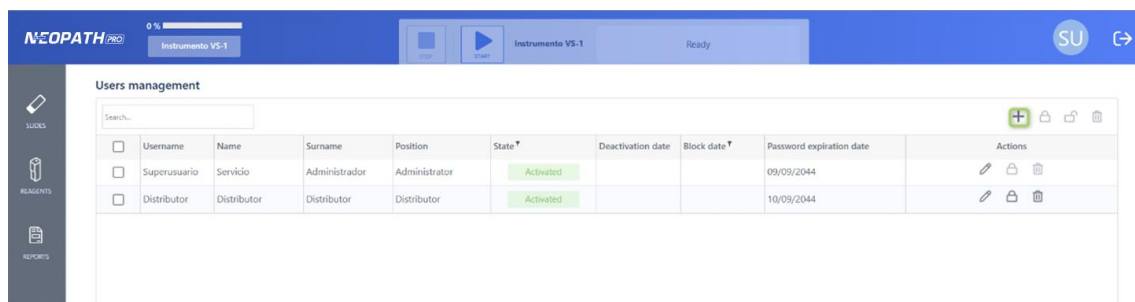 NEOPATH PRO
0 %
Instrumento VS-1
STOP
START
Instrumento VS-1
Ready
SU
SLIDES
REAGENTS
REPORTS
Users management
Search...
Username Name Surname Position State Deactivation date Block date Password expiration date Actions
Superusuario Servicio Administrador Administrator Activated 09/09/2044
Distributor Distributor Distributor Distributor Activated 10/09/2044